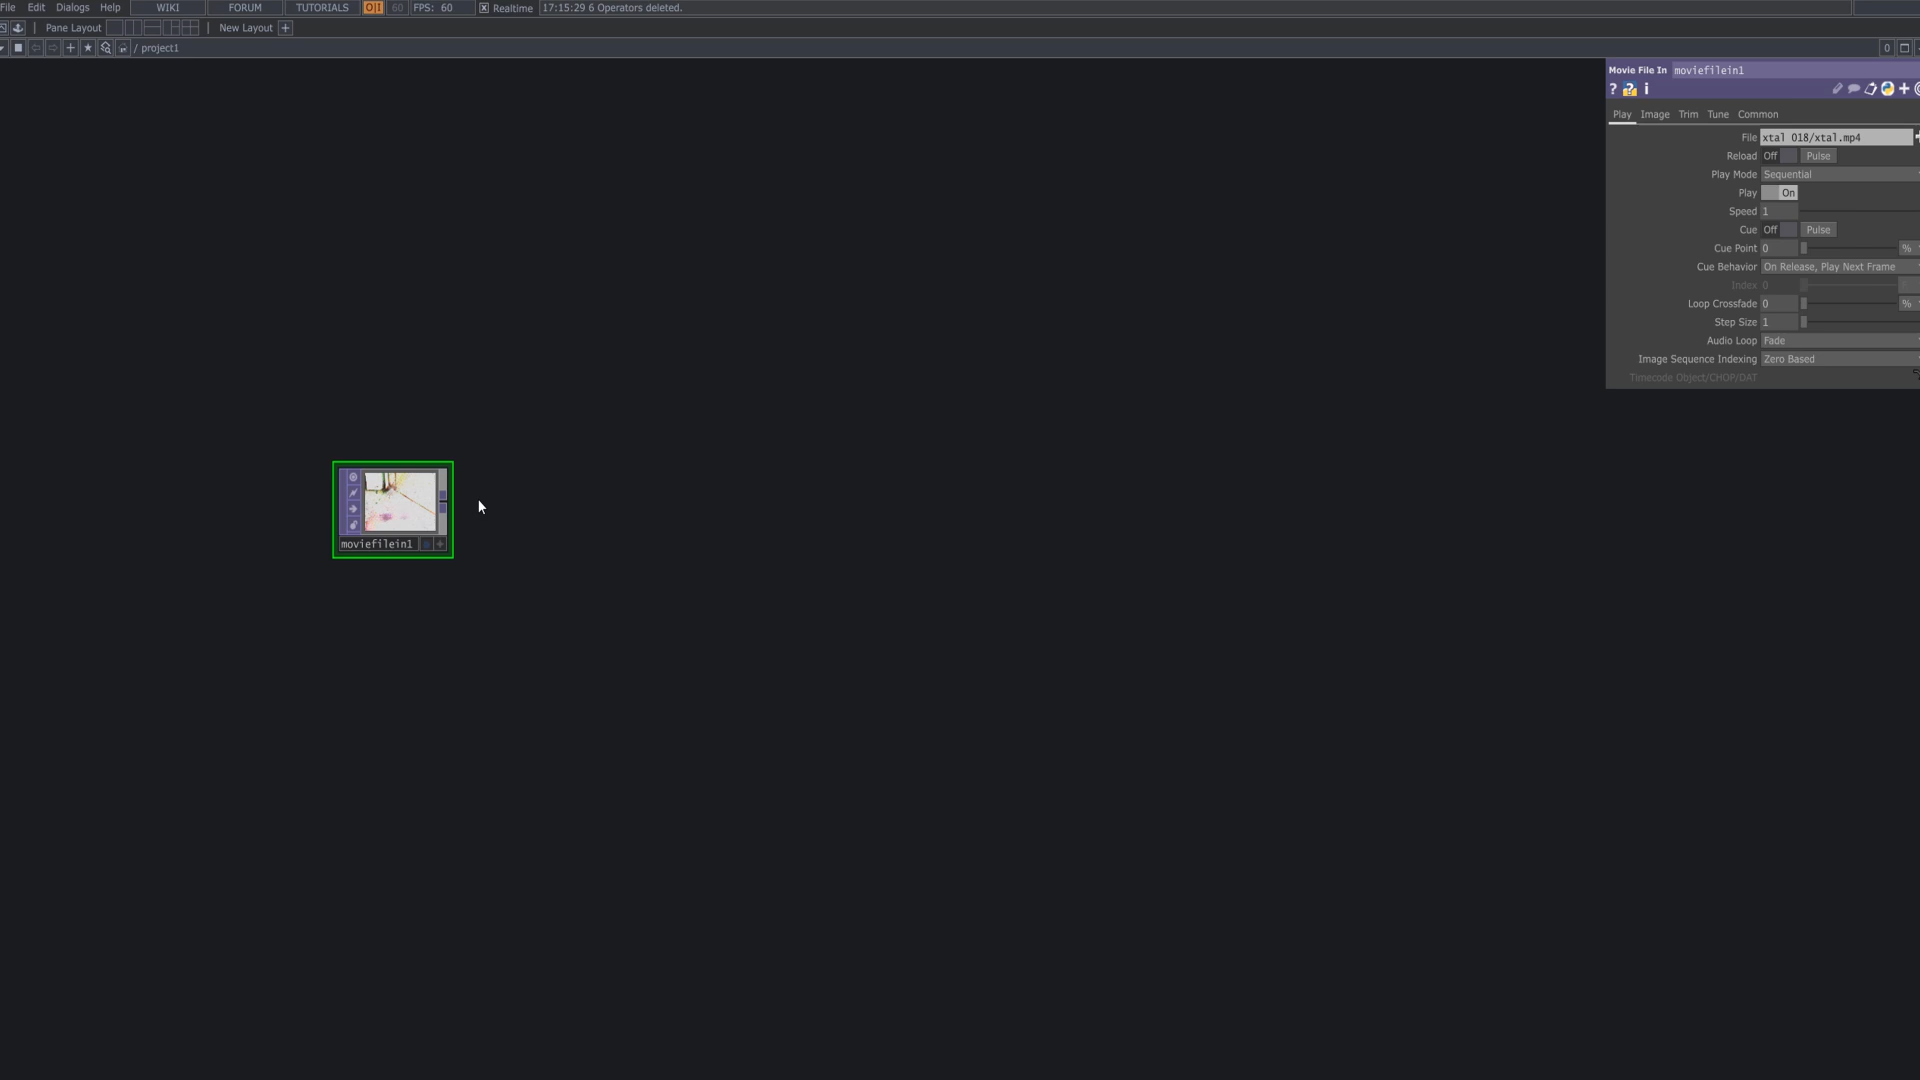 File Edit Dialogs Help WIKI FORUM TUTORIALS O|I 60 FPS: 60 Realtime 17:15:29 6 Operators deleted.
Pane Layout New Layout +
/ project1 0
Movie File In moviefilein1
Play Image Trim Tune Common
File xtal 018/xtal.mp4
Reload Off Pulse
Play Mode Sequential
Play On
Speed 1
Cue Off Pulse
Cue Point 0 %
Cue Behavior On Release, Play Next Frame
Index 0
Loop Crossfade 0 %
Step Size 1
Audio Loop Fade
Image Sequence Indexing Zero Based
Timecode Object/CHOP/DAT
moviefilein1